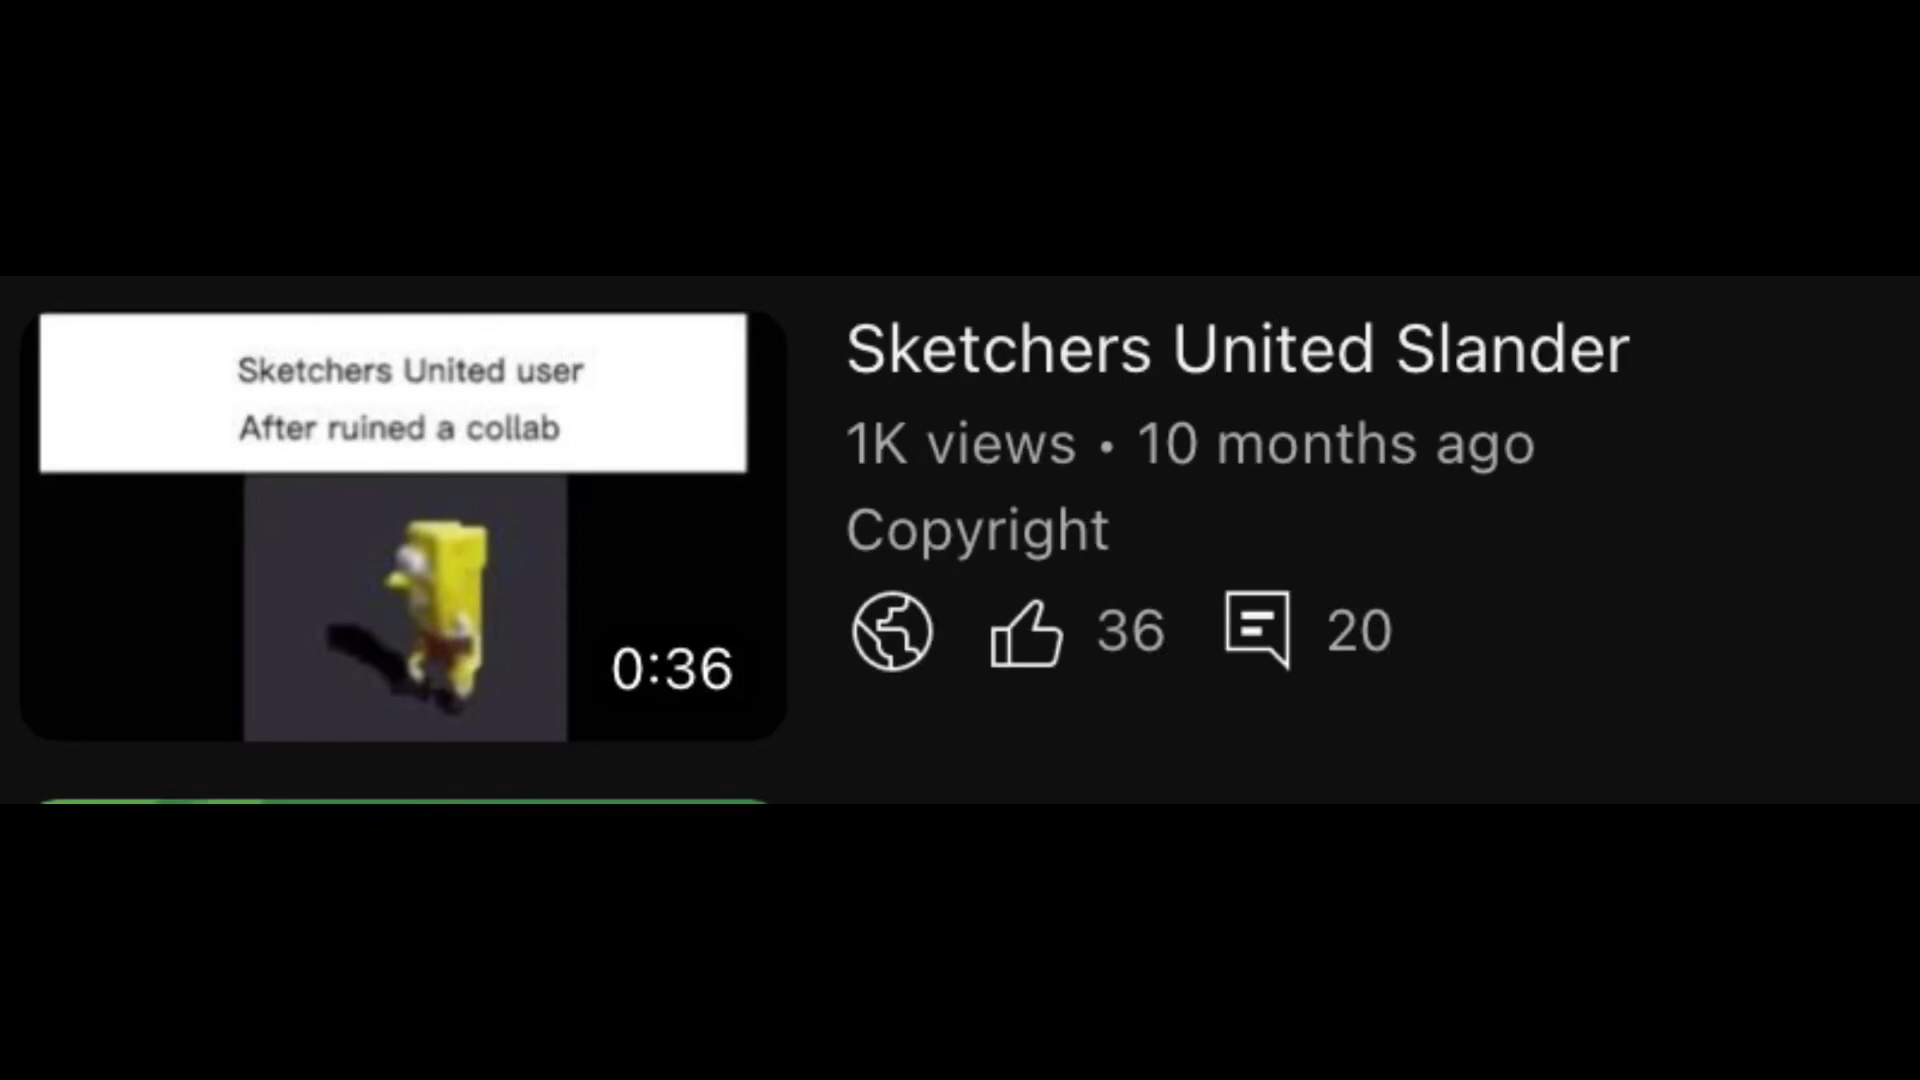 Sketchers United user
After ruined a collab
0:36
Sketchers United Slander
1K views • 10 months ago
Copyright
36
20